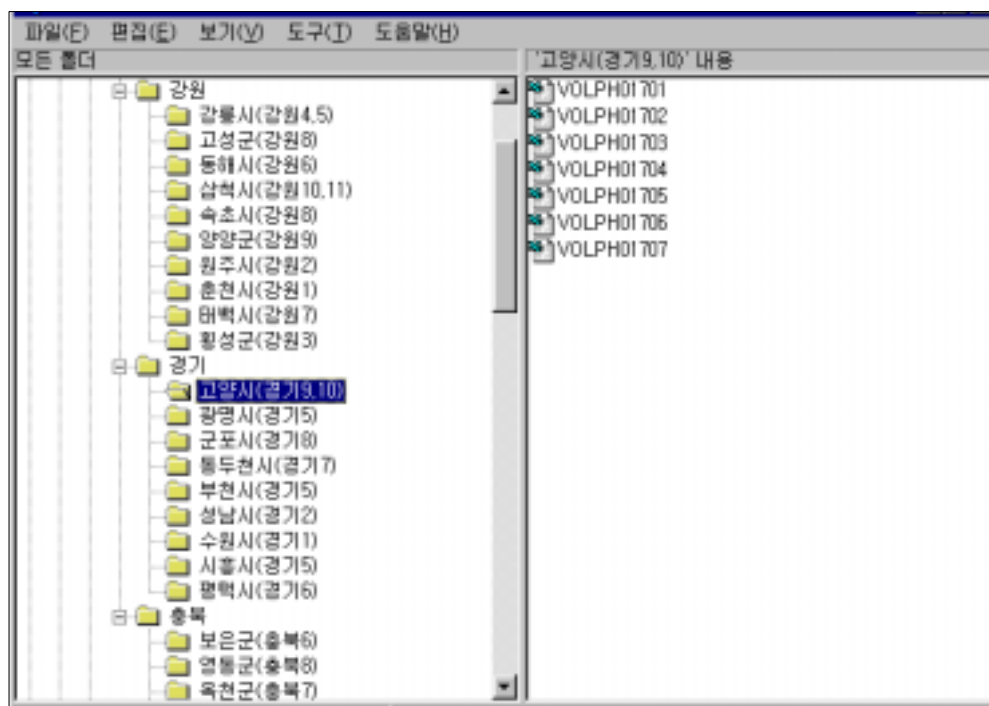 파일(F) 편집(E) 보기(V) 도구(T) 도움말(H)
모든 폴더
강원
강릉시(강원4,5)
고성군(강원8)
동해시(강원6)
삼척시(강원10,11)
속초시(강원8)
양양군(강원9)
원주시(강원2)
춘천시(강원1)
태백시(강원7)
횡성군(강원3)
경기
고양시(경기9,10)
광명시(경기5)
군포시(경기8)
동두천시(경기7)
부천시(경기5)
성남시(경기2)
수원시(경기1)
시흥시(경기5)
평택시(경기6)
충북
보은군(충북6)
영동군(충북8)
옥천군(충북7)
'고양시(경기9,10)' 내용
VOLPH01701
VOLPH01702
VOLPH01703
VOLPH01704
VOLPH01705
VOLPH01706
VOLPH01707